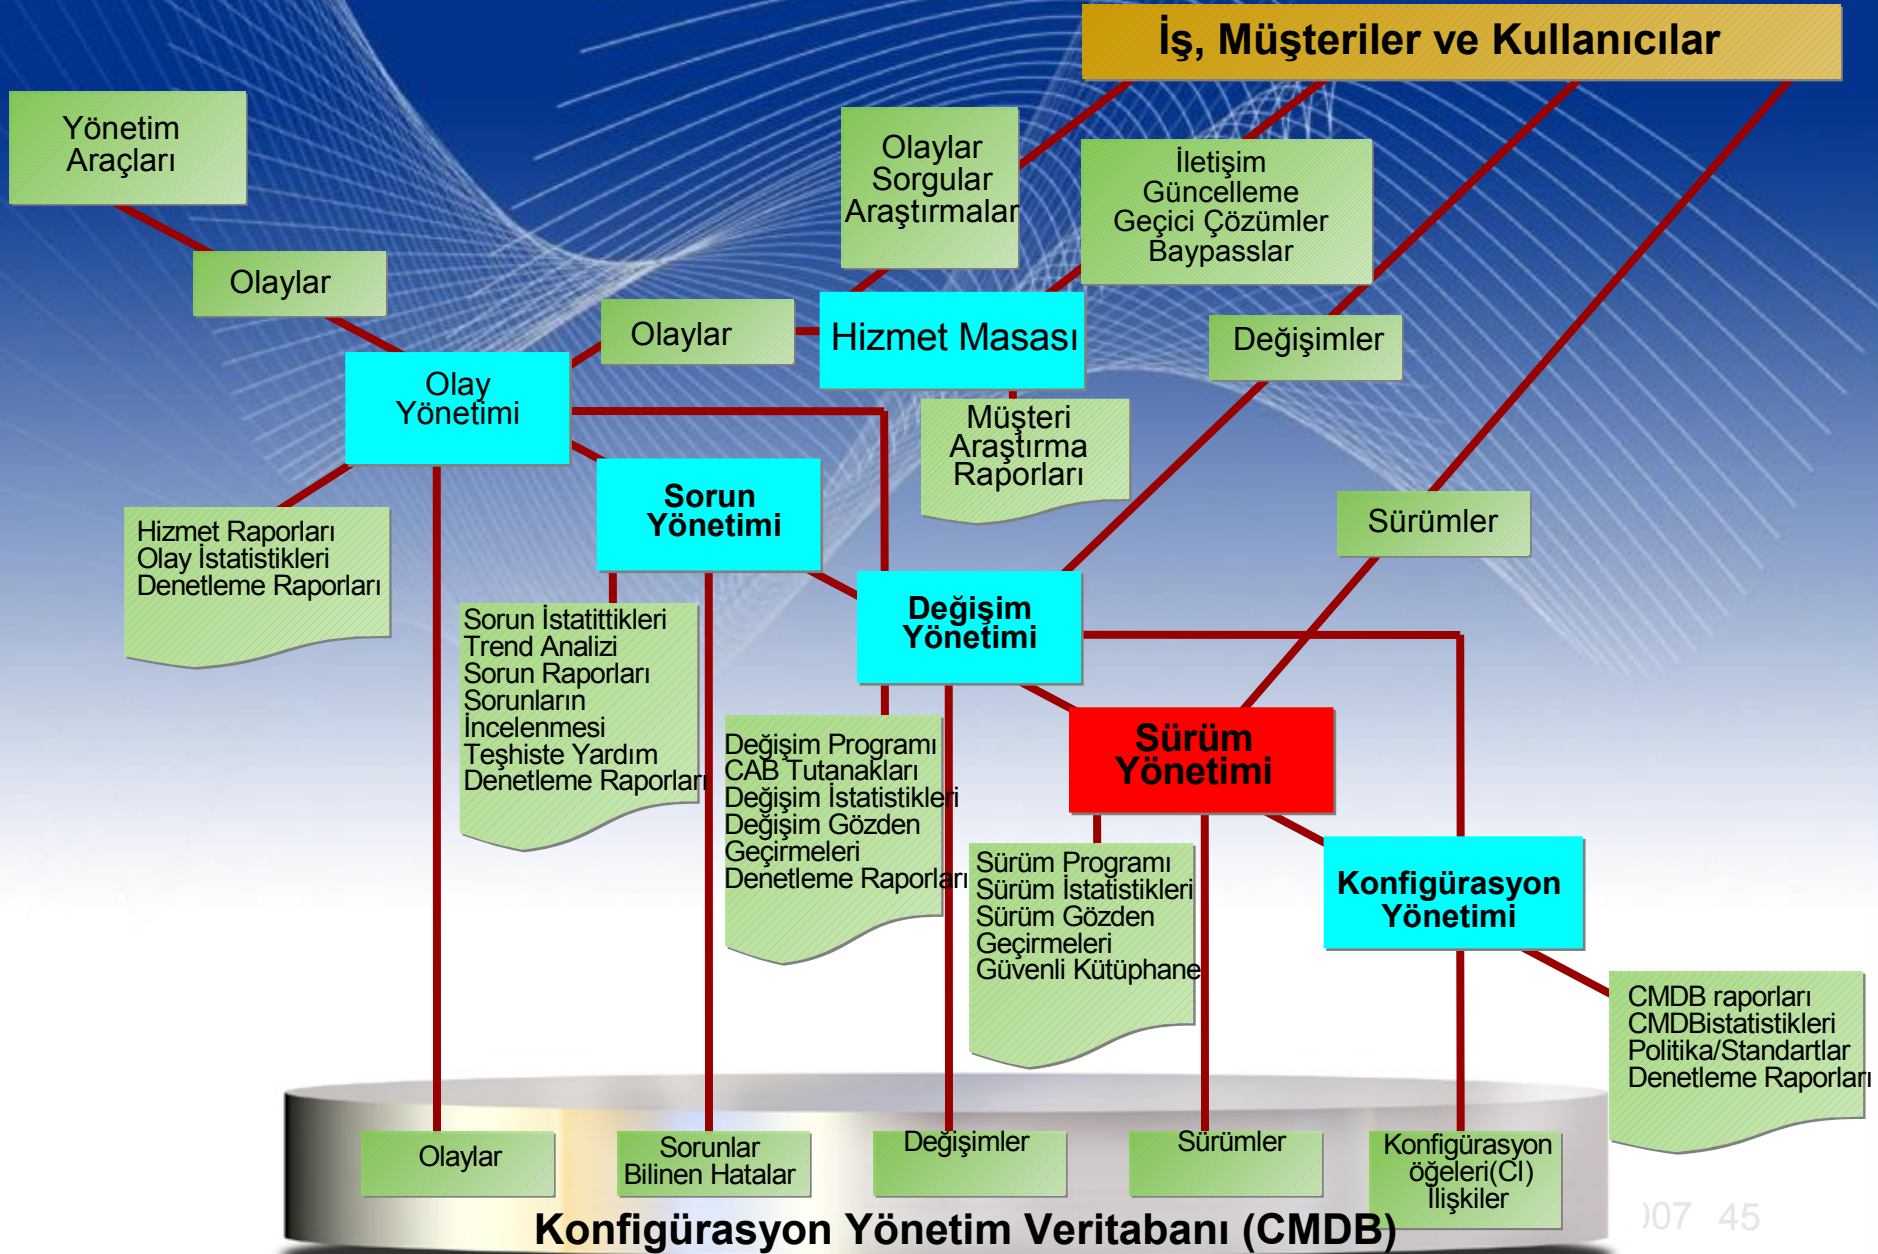 İş, Müşteriler ve Kullanıcılar
Yönetim
Araçları
Olaylar
Sorgular
Araştırmalar
İletişim
Güncelleme
Geçici Çözümler
Baypasslar
Olaylar
Olaylar
Hizmet Masası
Değişimler
Olay
Yönetimi
Müşteri
Araştırma
Raporları
Sorun
Yönetimi
Sürümler
Hizmet Raporları
Olay İstatistikleri
Denetleme Raporları
Değişim
Yönetimi
Sorun İstatittikleri
Trend Analizi
Sorun Raporları
Sorunların
İncelenmesi
Teşhiste Yardım
Denetleme Raporları
Sürüm
Yönetimi
Değişim Programı
CAB Tutanakları
Değişim İstatistikleri
Değişim Gözden
Geçirmeleri
Denetleme Raporları
Sürüm Programı
Sürüm İstatistikleri
Sürüm Gözden
Geçirmeleri
Güvenli Kütüphane
Konfigürasyon
Yönetimi
CMDB raporları
CMDBistatistikleri
Politika/Standartlar
Denetleme Raporları
Olaylar
Sorunlar
Bilinen Hatalar
Değişimler
Sürümler
Konfigürasyon
öğeleri(CI)
İlişkiler
Konfigürasyon Yönetim Veritabanı (CMDB)
45